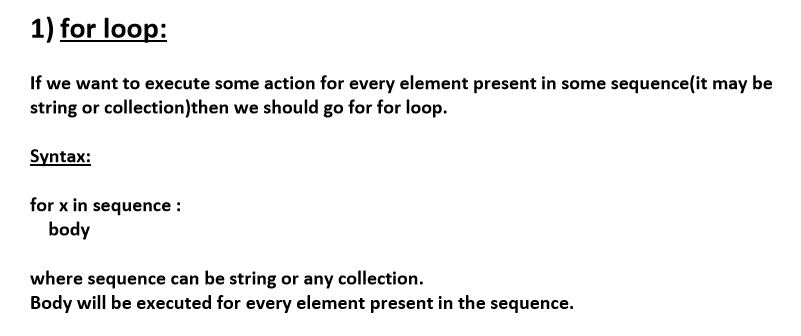 1) for loop:
If we want to execute some action for every element present in some sequence(it may be
string or collection)then we should go for for loop.
Syntax:
for x in sequence :
body
where sequence can be string or any collection.
Body will be executed for every element present in the sequence.